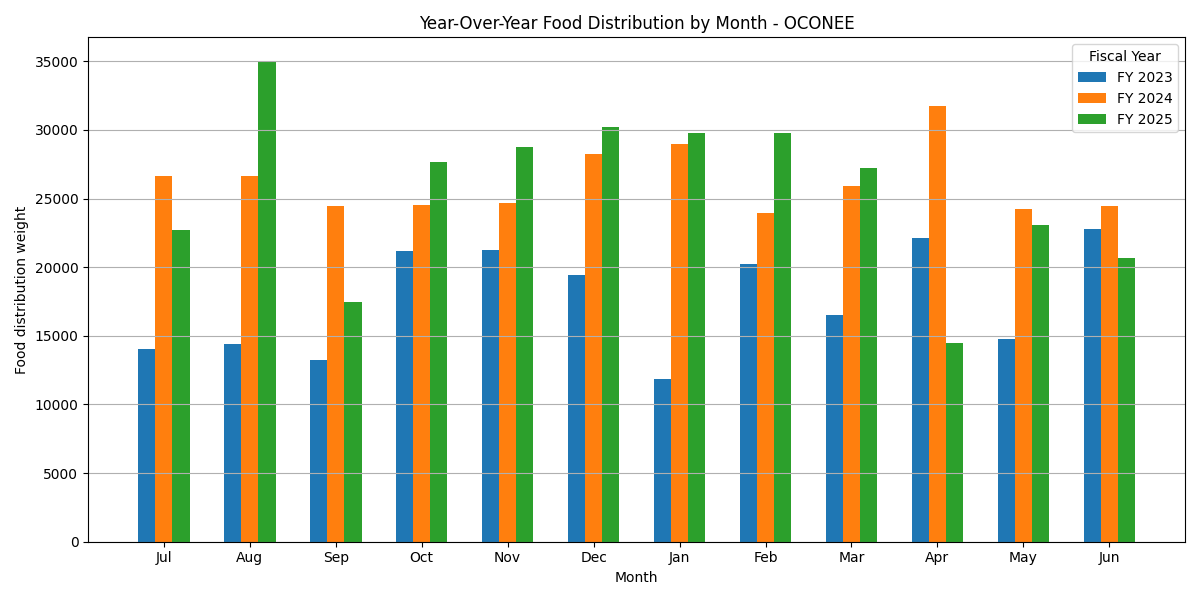 Year-Over-Year Food Distribution by Month - OCONEE
Fiscal Year
FY 2023
FY 2024
FY 2025
Food distribution weight
35000
30000
25000
20000
15000
10000
5000
0
Jul Aug Sep Oct Nov Dec Jan Feb Mar Apr May Jun
Month